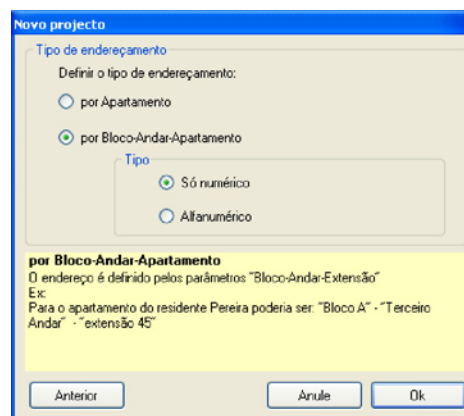 Novo projecto
Tipo de endereçamento
Definir o tipo de endereçamento:
por Apartamento
por Bloco-Andar-Apartamento
Tipo
Só numérico
Alfanumérico
por Bloco-Andar-Apartamento
O endereço é definido pelos parâmetros "Bloco-Andar-Extensão"
Ex:
Para o apartamento do residente Pereira poderia ser: "Bloco A" - "Terceiro
Andar" - "extensão 45"
Anterior
Anule
Ok